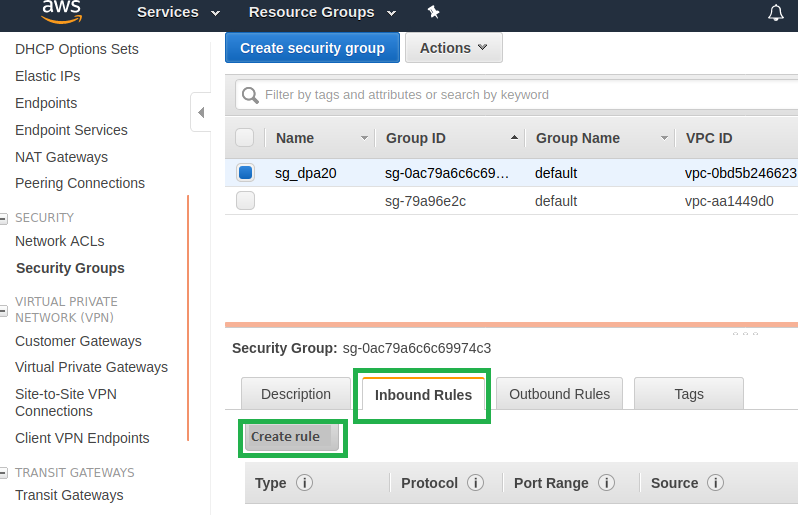 aws Services Resource Groups
DHCP Options Sets
Elastic IPs
Endpoints
Endpoint Services
NAT Gateways
Peering Connections
SECURITY
Network ACLs
Security Groups
VIRTUAL PRIVATE
NETWORK (VPN)
Customer Gateways
Virtual Private Gateways
Site-to-Site VPN
Connections
Client VPN Endpoints
TRANSIT GATEWAYS
Transit Gateways
Create security group Actions
Filter by tags and attributes or search by keyword
Name Group ID Group Name VPC ID
sg_dpa20 sg-0ac79a6c6c69... default vpc-0bd5b246623
sg-79a96e2c default vpc-aa1449d0
Security Group: sg-0ac79a6c6c69974c3
Description Inbound Rules Outbound Rules Tags
Create rule
Type i Protocol i Port Range i Source i